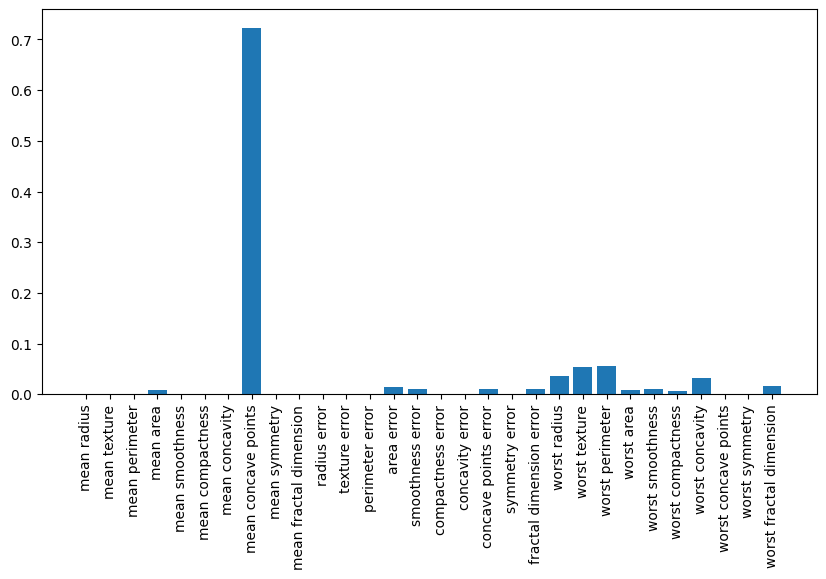 0.7
0.6
0.5
0.4
0.3
0.2
0.1
0.0
mean radius
mean texture
mean perimeter
mean area
mean smoothness
mean compactness
mean concavity
mean concave points
mean symmetry
mean fractal dimension
radius error
texture error
perimeter error
area error
smoothness error
compactness error
concavity error
concave points error
symmetry error
fractal dimension error
worst radius
worst texture
worst perimeter
worst area
worst smoothness
worst compactness
worst concavity
worst concave points
worst symmetry
worst fractal dimension